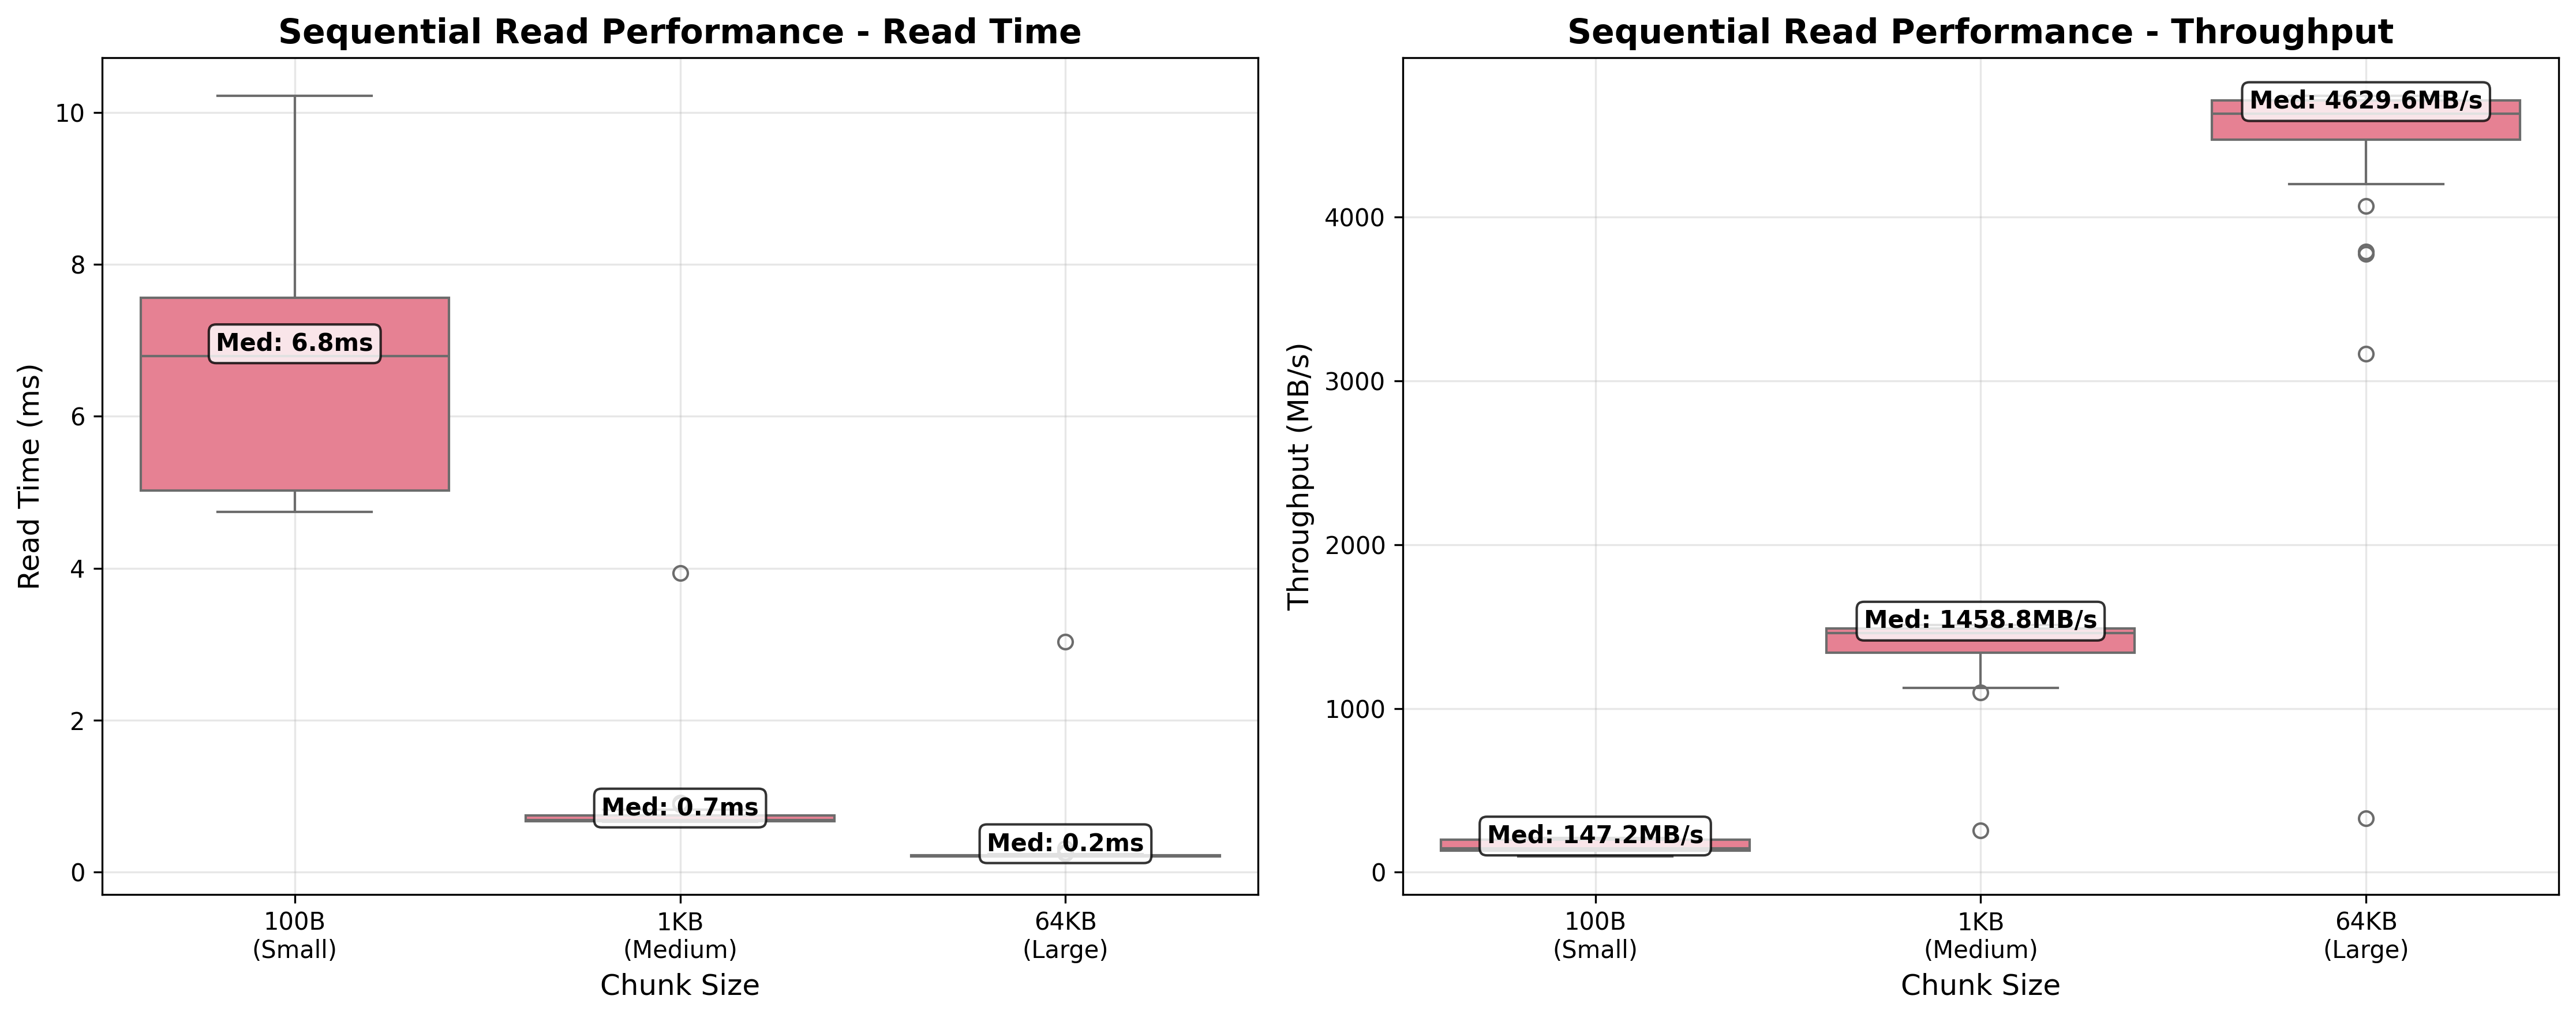 Sequential Read Performance - Read Time
Read Time (ms)
10
8
6
4
2
0
Med: 6.8ms
Med: 0.7ms
Med: 0.2ms
100B
(Small)
1KB
(Medium)
64KB
(Large)
Chunk Size
Sequential Read Performance - Throughput
Throughput (MB/s)
4000
3000
2000
1000
0
Med: 147.2MB/s
Med: 1458.8MB/s
Med: 4629.6MB/s
100B
(Small)
1KB
(Medium)
64KB
(Large)
Chunk Size